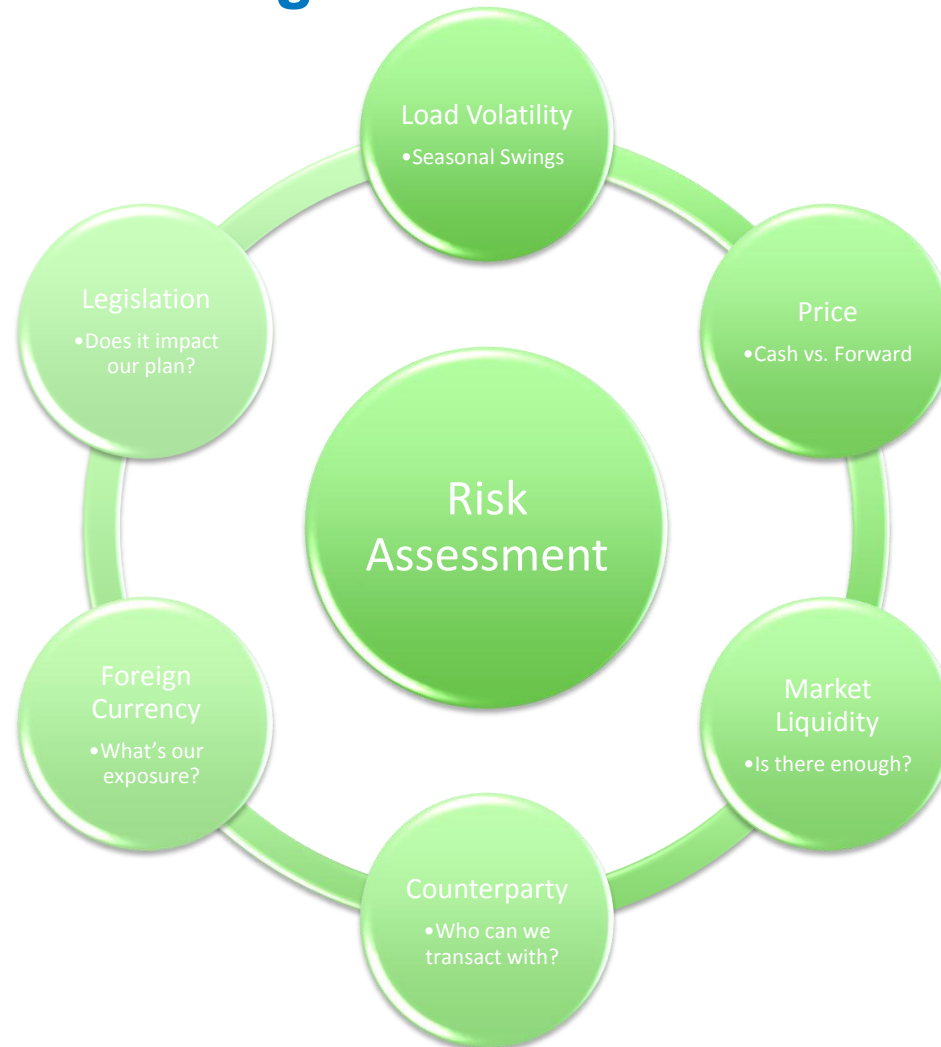 Load Volatility
•Seasonal Swings
Price
•Cash vs. Forward
Market
Liquidity
•Is there enough?
Counterparty
•Who can we
transact with?
Foreign
Currency
•What's our
exposure?
Legislation
•Does it impact
our plan?
Risk
Assessment